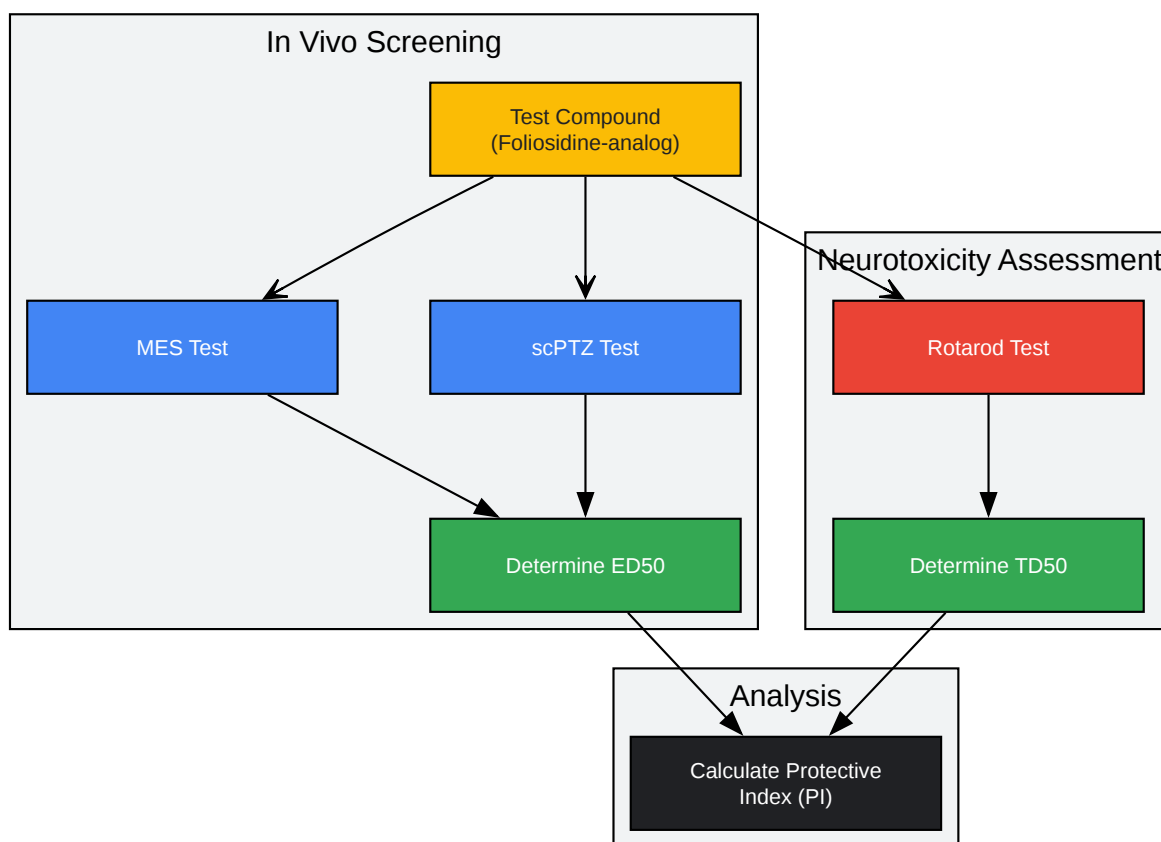 In Vivo Screening
Test Compound
(Foliosidine-analog)
Neurotoxicity Assessment
MES Test
scPTZ Test
Rotarod Test
Determine ED50
Determine TD50
Analysis
Calculate Protective
Index (PI)